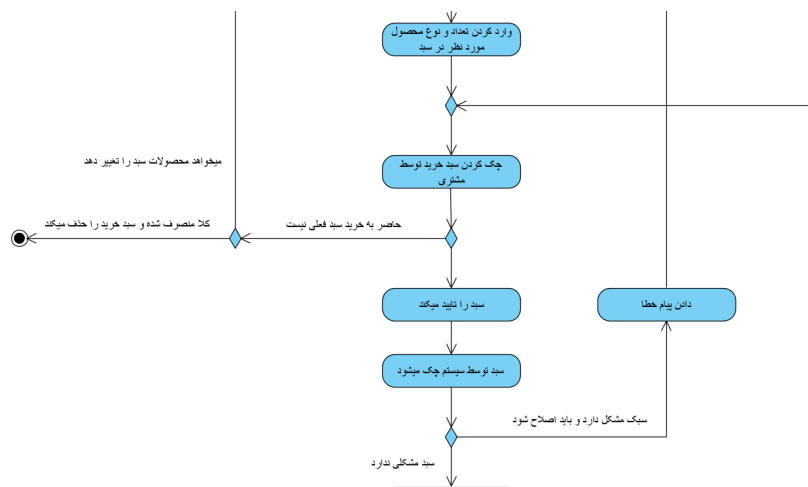 وارد کردن تعداد و نوع محصول
مورد نظر در سبد
چک کردن سبد خرید توسط
مشتری
میخواهد محصولات سبد را تغییر دهد
حاضر به خرید سبد فعلی نیست
کلا منصرف شده و سبد خرید را حذف میکند
سبد را تایید میکند
دادن پیام خطا
سبد توسط سیستم چک میشود
سبک مشکل دارد و باید اصلاح شود
سبد مشکلی ندارد